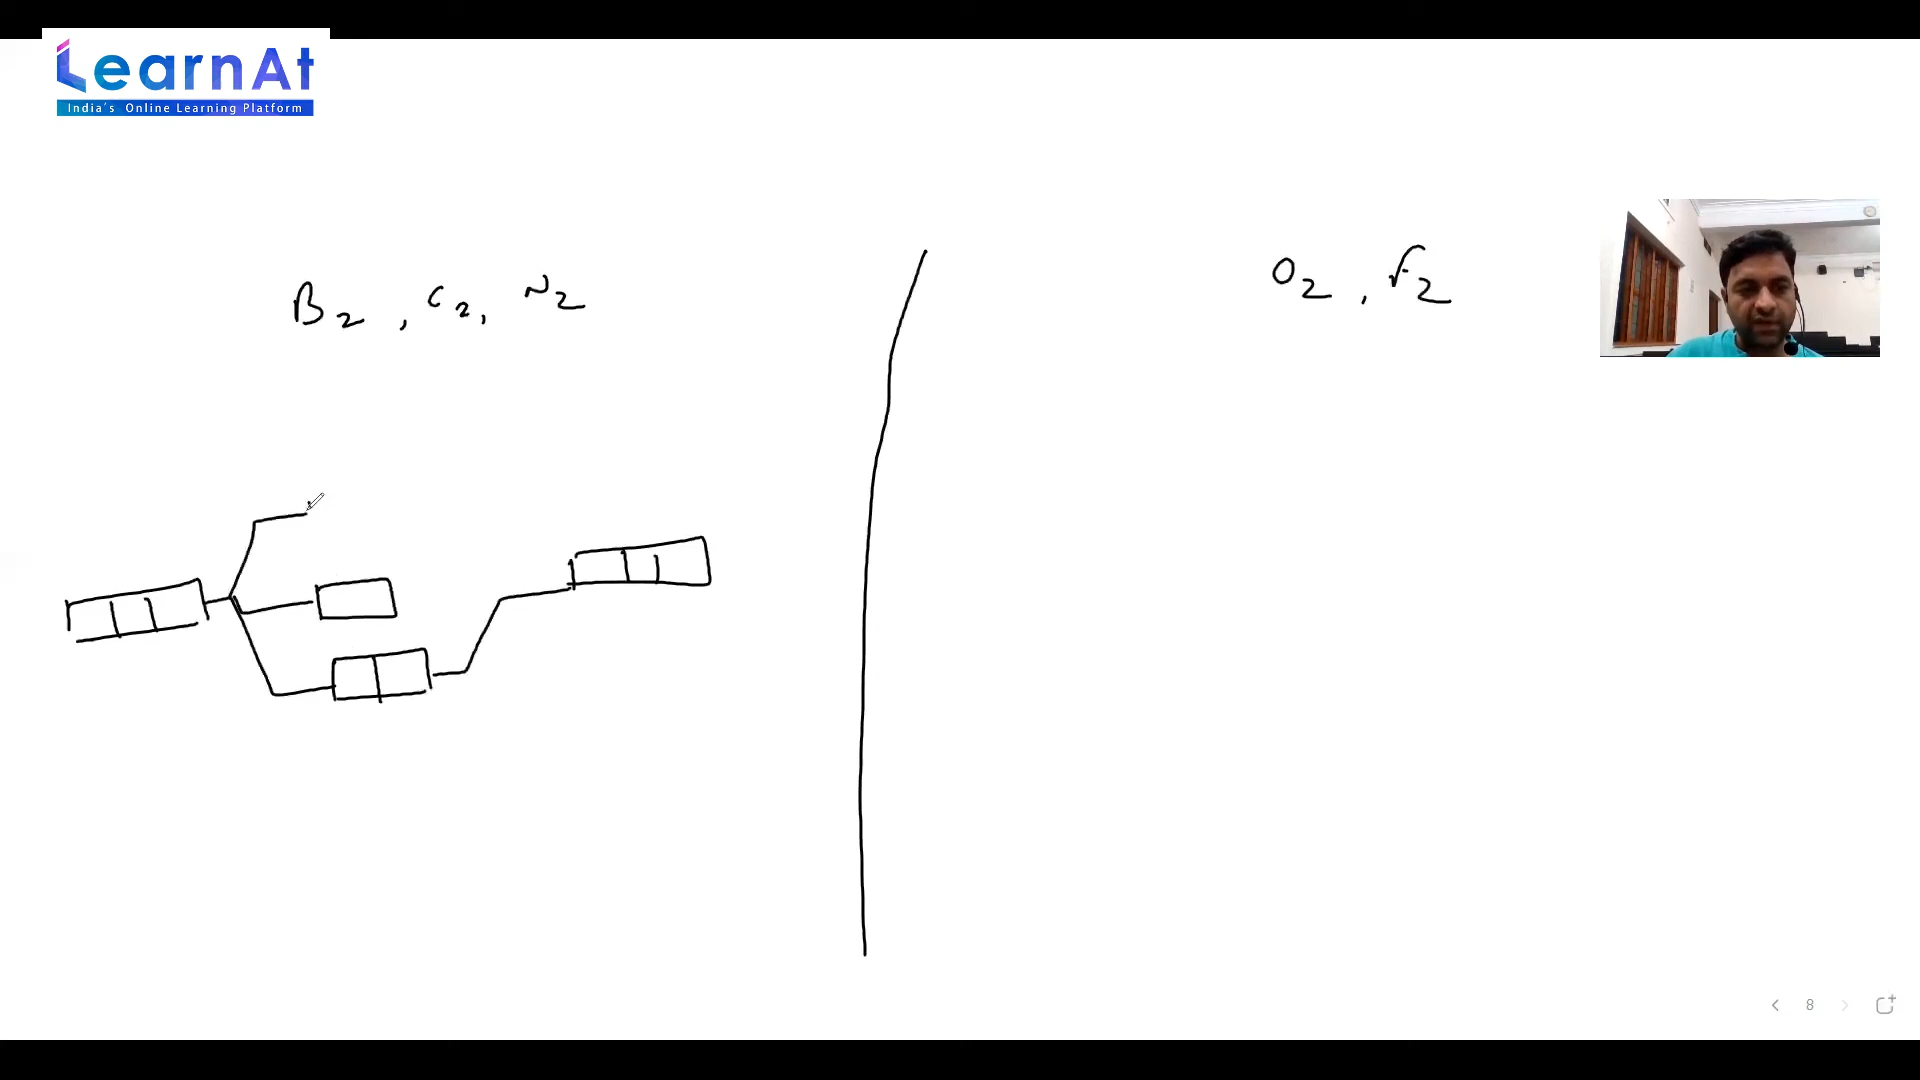 LearnAt
India's Online Learning Platform
B2, C2, N2
O2, F2
8